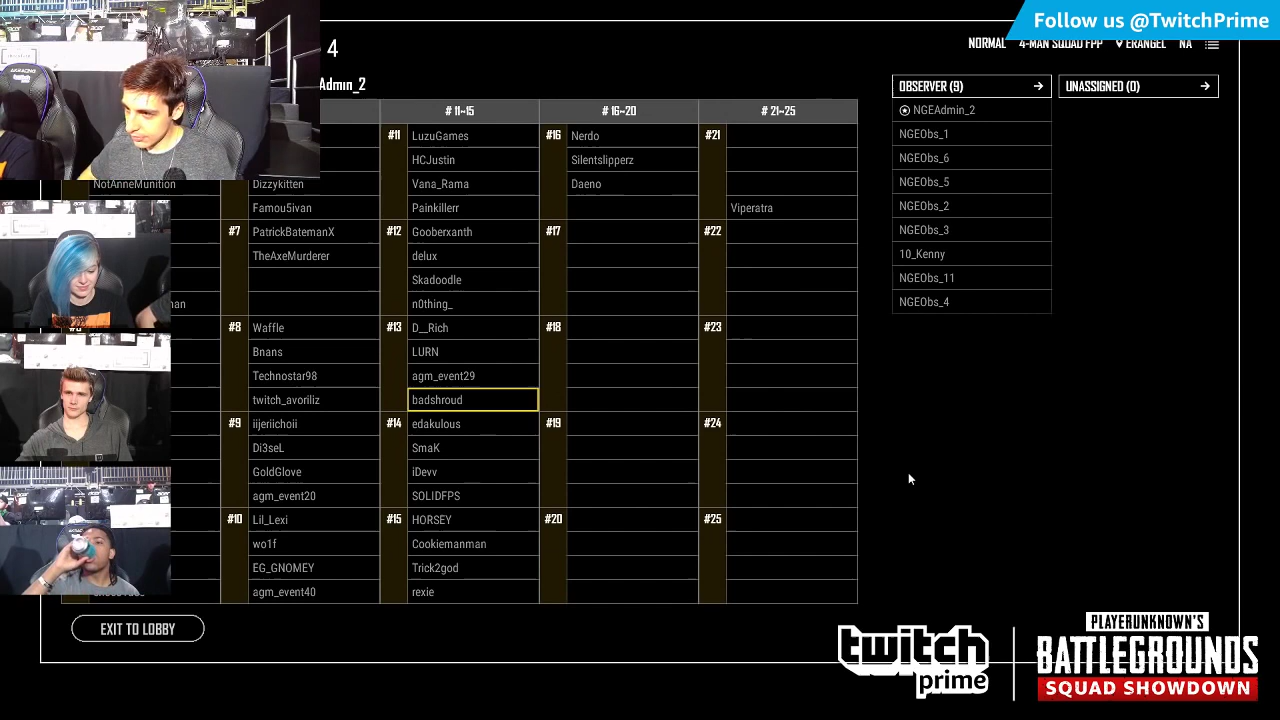 Follow us @TwitchPrime
4
NORMAL 4-MAN SQUAD FPP ERANGEL NA
Admin_2
OBSERVER (9)
UNASSIGNED (0)
# 11~15
# 16~20
# 21~25
NotAnneMunition
Dizzykitten
Famou5ivan
#7
PatrickBatemanX
TheAxeMurderer
#8
Waffle
Bnans
Technostar98
twitch_avoriliz
#9
iijeriichoii
Di3seL
GoldGlove
agm_event20
#10
Lil_Lexi
wo1f
EG_GNOMEY
agm_event40
#11
LuzuGames
HCJustin
Vana_Rama
Painkillerr
#12
Gooberxanth
delux
Skadoodle
n0thing_
#13
D__Rich
LURN
agm_event29
badshroud
#14
edakulous
SmaK
iDevv
SOLIDFPS
#15
HORSEY
Cookiemanman
Trick2god
rexie
#16
Nerdo
Silentslipperz
Daeno
#17
#18
#19
#20
#21
Viperatra
#22
#23
#24
#25
NGEAdmin_2
NGEObs_1
NGEObs_6
NGEObs_5
NGEObs_2
NGEObs_3
10_Kenny
NGEObs_11
NGEObs_4
EXIT TO LOBBY
twitch
prime
PLAYERUNKNOWN'S
BATTLEGROUNDS
SQUAD SHOWDOWN